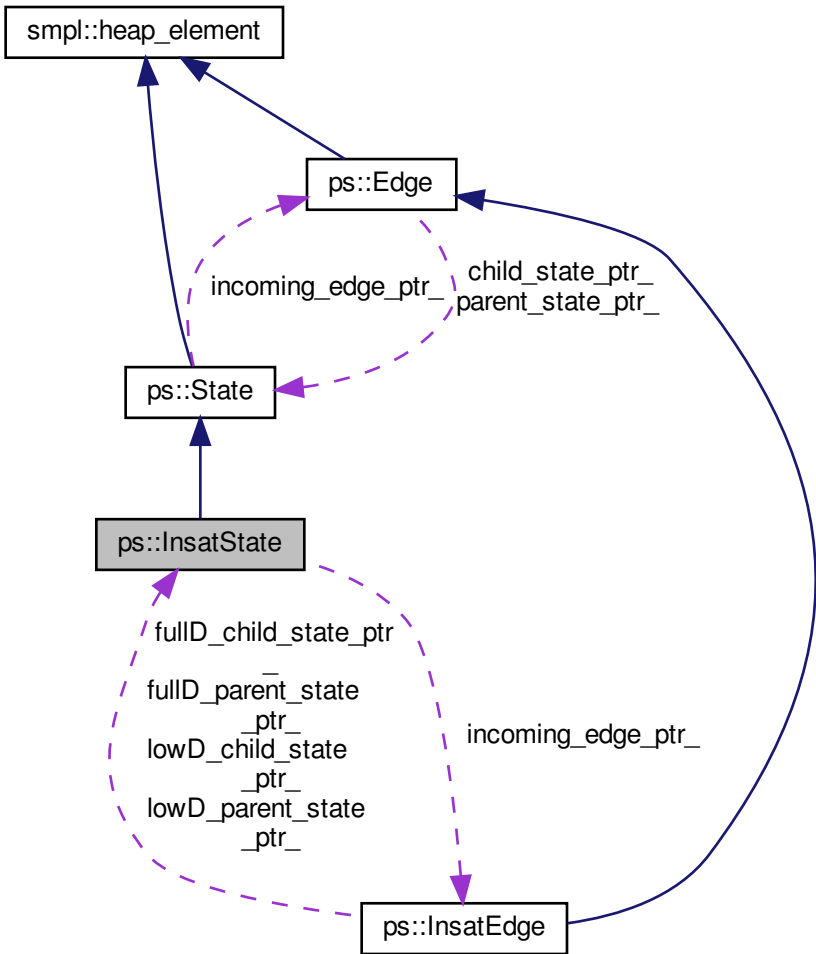 smpl::heap_element
ps::Edge
incoming_edge_ptr_
child_state_ptr_
parent_state_ptr_
ps::State
ps::InsatState
fullD_child_state_ptr
_
fullD_parent_state
_ptr_
lowD_child_state
_ptr_
lowD_parent_state
_ptr_
incoming_edge_ptr_
ps::InsatEdge